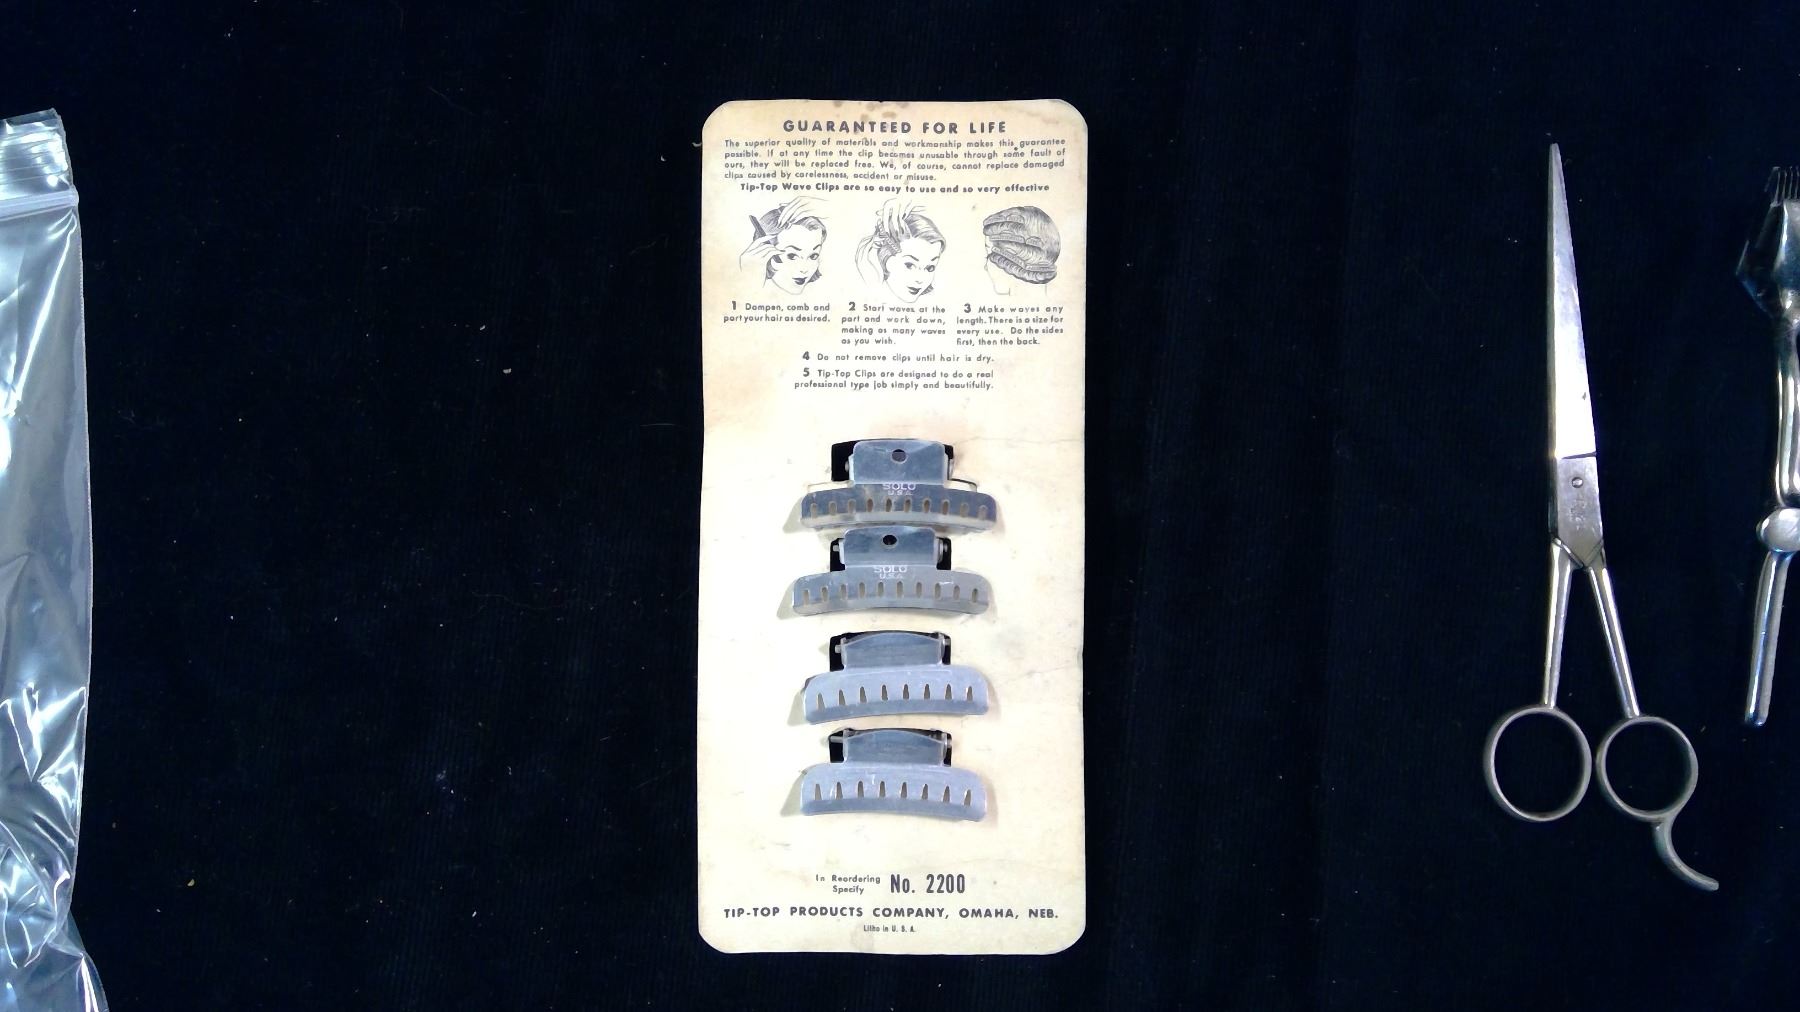 GUARANTEED FOR LIFE
The superior quality of materials and workmanship makes this guarantee
possible. If at any time the clip becomes unusable through some fault of
ours, they will be replaced free. We, of course, cannot replace damaged
clips caused by carelessness, accident or misuse.
Tip-Top Wave Clips are so easy to use and so very effective
1 Dampen, comb and
part your hair as desired.
2 Start waves at the
part and work down,
making as many waves
as you wish.
3 Make waves any
length. There is a size for
every use. Do the sides
first, then the back.
4 Do not remove clips until hair is dry.
5 Tip-Top Clips are designed to do a real
professional type job simply and beautifully.
SOLO
U.S.A.
SOLO
U.S.A.
In Reordering
Specify No. 2200
TIP-TOP PRODUCTS COMPANY, OMAHA, NEB.
Litho in U. S. A.